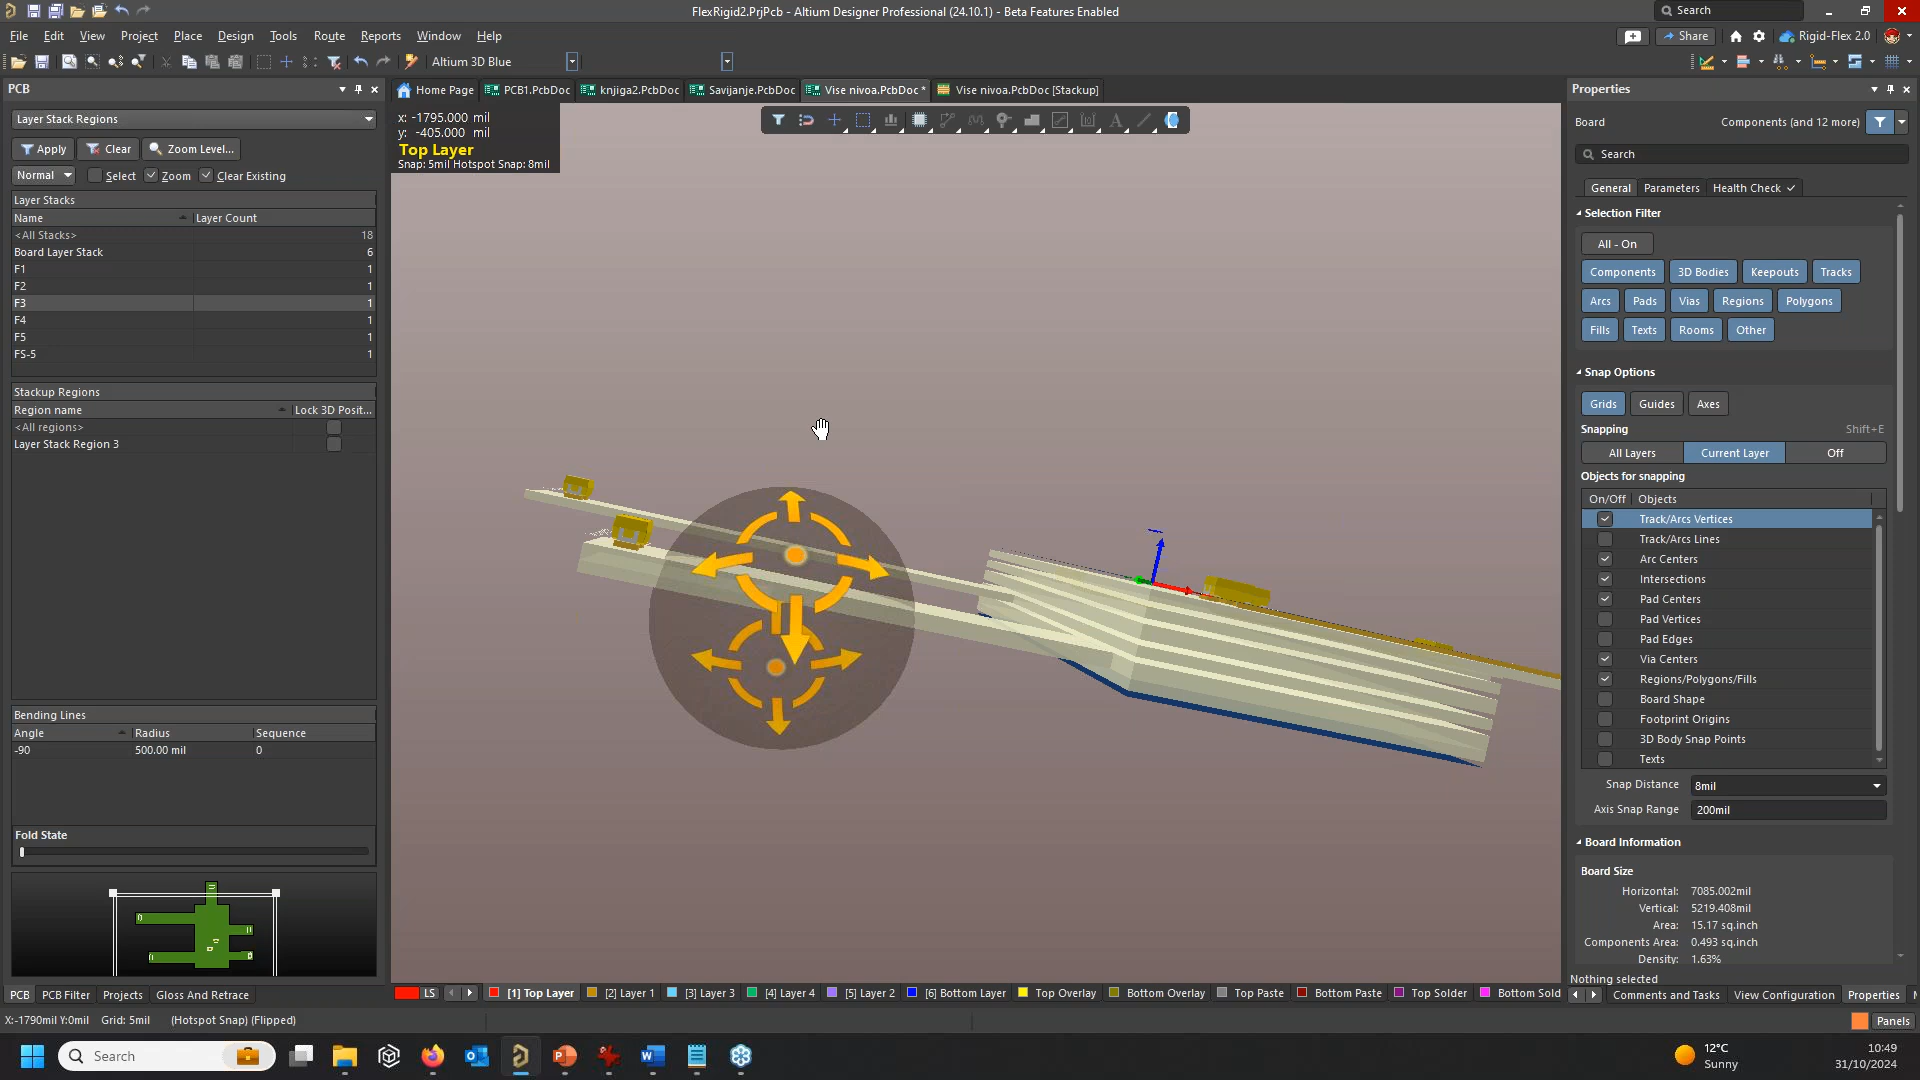 FlexRigid2.PrjPcb - Altium Designer Professional (24.10.1) - Beta Features Enabled
Search
File Edit View Project Place Design Tools Route Reports Window Help
Share
Rigid-Flex 2.0
Altium 3D Blue
PCB
Home Page PCB1.PcbDoc knjiga2.PcbDoc Savijanje.PcbDoc Vise nivoa.PcbDoc * Vise nivoa.PcbDoc [Stackup]
Layer Stack Regions
Apply Clear Zoom Level...
Normal Select Zoom Clear Existing
Layer Stacks
Name Layer Count
<All Stacks> 18
Board Layer Stack 6
F1 1
F2 1
F3 1
F4 1
F5 1
FS-5 1
Stackup Regions
Region name Lock 3D Posit...
<All regions>
Layer Stack Region 3
Bending Lines
Angle Radius Sequence
-90 500.00 mil 0
Fold State
PCB PCB Filter Projects Gloss And Retrace
x: -1795.000 mil
y: -405.000 mil
Top Layer
Snap: 5mil Hotspot Snap: 8mil
LS [1] Top Layer [2] Layer 1 [3] Layer 3 [4] Layer 4 [5] Layer 2 [6] Bottom Layer Top Overlay Bottom Overlay Top Paste Bottom Paste Top Solder Bottom Sold
Properties
Board Components (and 12 more)
Search
General Parameters Health Check
Selection Filter
All - On
Components 3D Bodies Keepouts Tracks
Arcs Pads Vias Regions Polygons
Fills Texts Rooms Other
Snap Options
Grids Guides Axes
Snapping Shift+E
All Layers Current Layer Off
Objects for snapping
On/Off Objects
Track/Arcs Vertices
Track/Arcs Lines
Arc Centers
Intersections
Pad Centers
Pad Vertices
Pad Edges
Via Centers
Regions/Polygons/Fills
Board Shape
Footprint Origins
3D Body Snap Points
Texts
Snap Distance 8mil
Axis Snap Range 200mil
Board Information
Board Size
Horizontal: 7085.002mil
Vertical: 5219.408mil
Area: 15.17 sq.inch
Components Area: 0.493 sq.inch
Density: 1.63%
Nothing selected
Comments and Tasks View Configuration Properties
X:-1790mil Y:0mil Grid: 5mil (Hotspot Snap) (Flipped)
Panels
Search
12°C
Sunny
10:49
31/10/2024